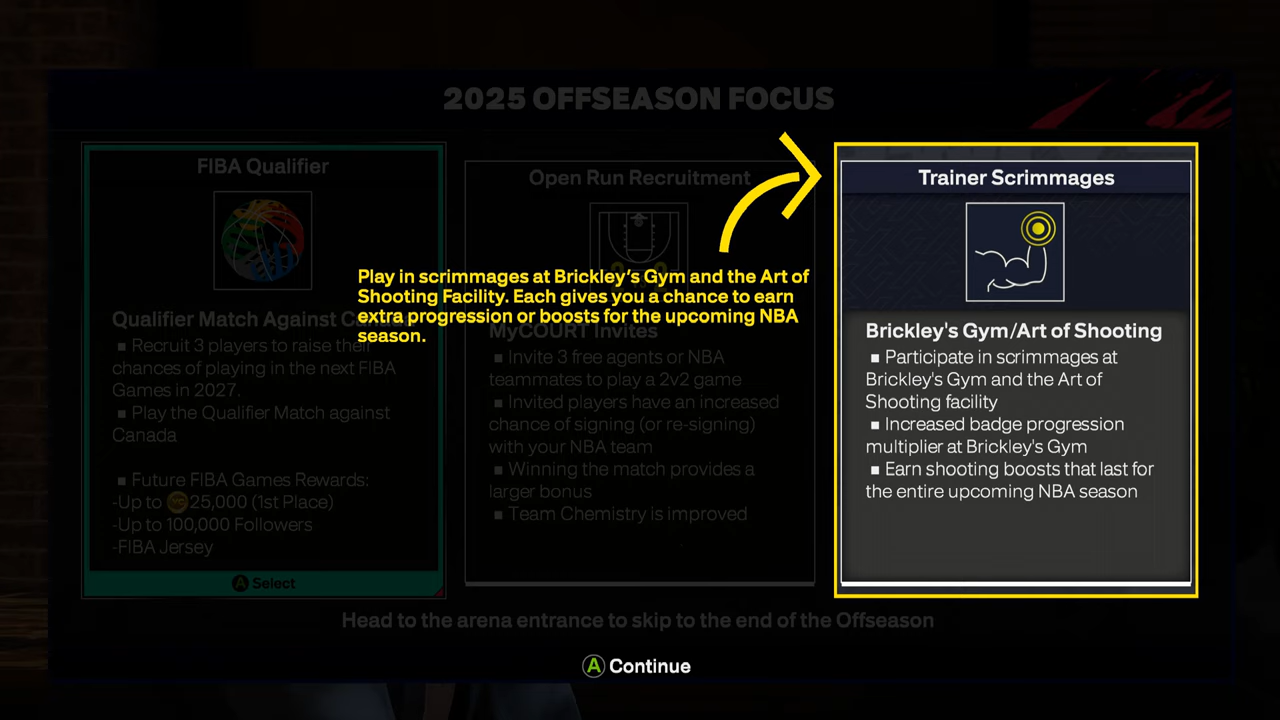 2025 OFFSEASON FOCUS
FIBA Qualifier
Qualifier Match Against Canada
▪ Recruit 3 players to raise their
chances of playing in the next FIBA
Games in 2027.
▪ Play the Qualifier Match against
Canada
▪ Future FIBA Games Rewards:
-Up to VC 25,000 (1st Place)
-Up to 100,000 Followers
-FIBA Jersey
A Select
Open Run Recruitment
MyCOURT Invites
▪ Invite 3 free agents or NBA
teammates to play a 2v2 game
▪ Invited players have an increased
chance of signing (or re-signing)
with your NBA team
▪ Winning the match provides a
larger bonus
▪ Team Chemistry is improved
Play in scrimmages at Brickley's Gym and the Art of
Shooting Facility. Each gives you a chance to earn
extra progression or boosts for the upcoming NBA
season.
Trainer Scrimmages
Brickley's Gym/Art of Shooting
▪ Participate in scrimmages at
Brickley's Gym and the Art of
Shooting facility
▪ Increased badge progression
multiplier at Brickley's Gym
▪ Earn shooting boosts that last for
the entire upcoming NBA season
Head to the arena entrance to skip to the end of the Offseason
A Continue